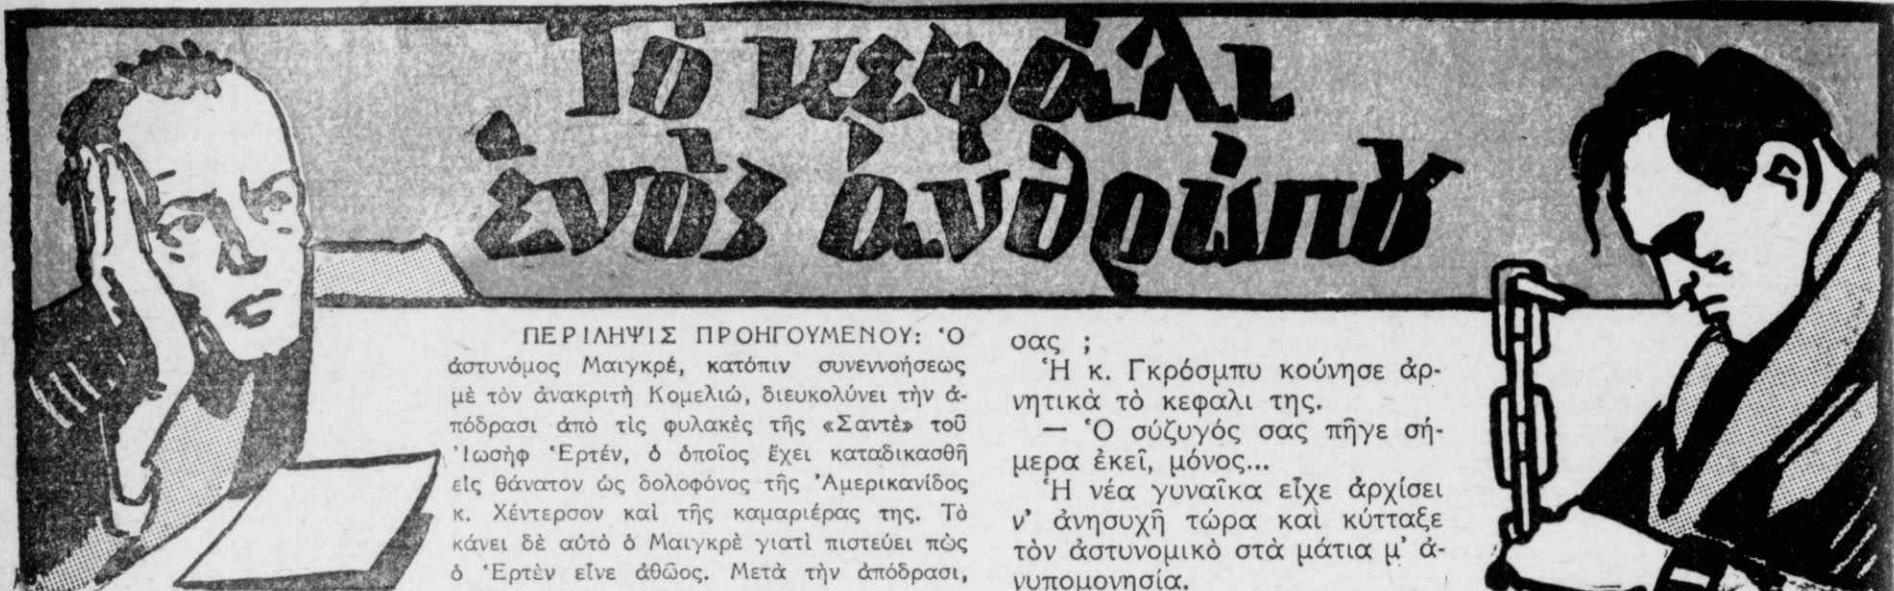 Τὸ κεφάλι
ἑνὸς ἀνθρώπου
ΠΕΡΙΛΗΨΙΣ ΠΡΟΗΓΟΥΜΕΝΟΥ: Ὁ
ἀστυνόμος Μαιγκρέ, κατόπιν συνεννοήσεως
μὲ τὸν ἀνακριτὴ Κομελιώ, διευκολύνει τὴν ἀ-
πόδρασι ἀπὸ τὶς φυλακὲς τῆς «Σαντὲ» τοῦ
Ἰωσὴφ Ἑρτέν, ὁ ὁποῖος ἔχει καταδικασθῆ
εἰς θάνατον ὡς δολοφόνος τῆς Ἀμερικανίδος
κ. Χέντερσον καὶ τῆς καμαριέρας της. Τὸ
κάνει δὲ αὐτὸ ὁ Μαιγκρὲ γιατὶ πιστεύει πὼς
ὁ Ἑρτὲν εἶνε ἀθῶος. Μετὰ τὴν ἀπόδρασι,
σας ;
Ἡ κ. Γκρόσμπυ κούνησε ἀρ-
νητικὰ τὸ κεφαλι της.
— Ὁ σύζυγός σας πῆγε σή-
μερα ἐκεῖ, μόνος...
Ἡ νέα γυναῖκα εἶχε ἀρχίσει
ν' ἀνησυχῆ τώρα καὶ κύτταξε
τὸν ἀστυνομικὸ στὰ μάτια μ' ἀ-
νυπομονησία.